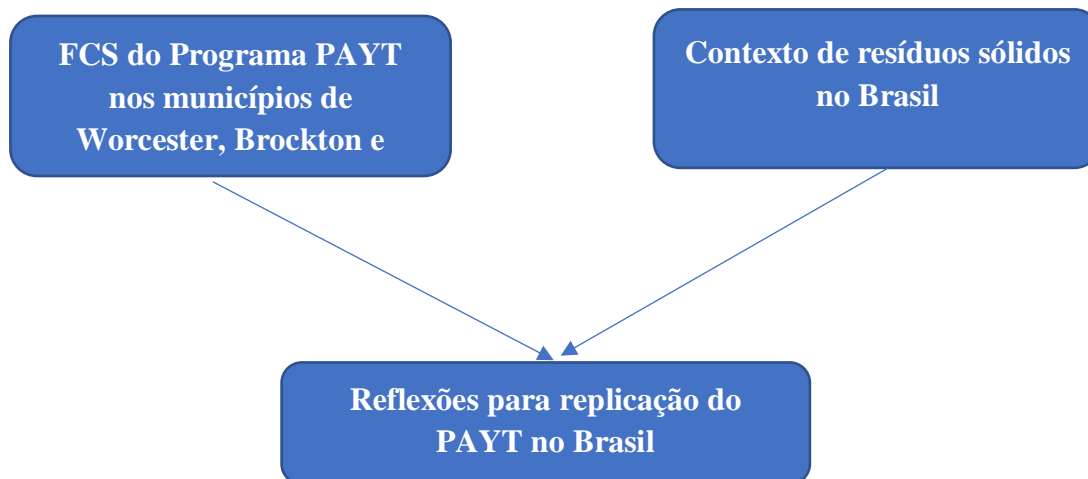 FCS do Programa PAYT
nos municípios de
Worcester, Brockton e
Contexto de resíduos sólidos
no Brasil
Reflexões para replicação do
PAYT no Brasil